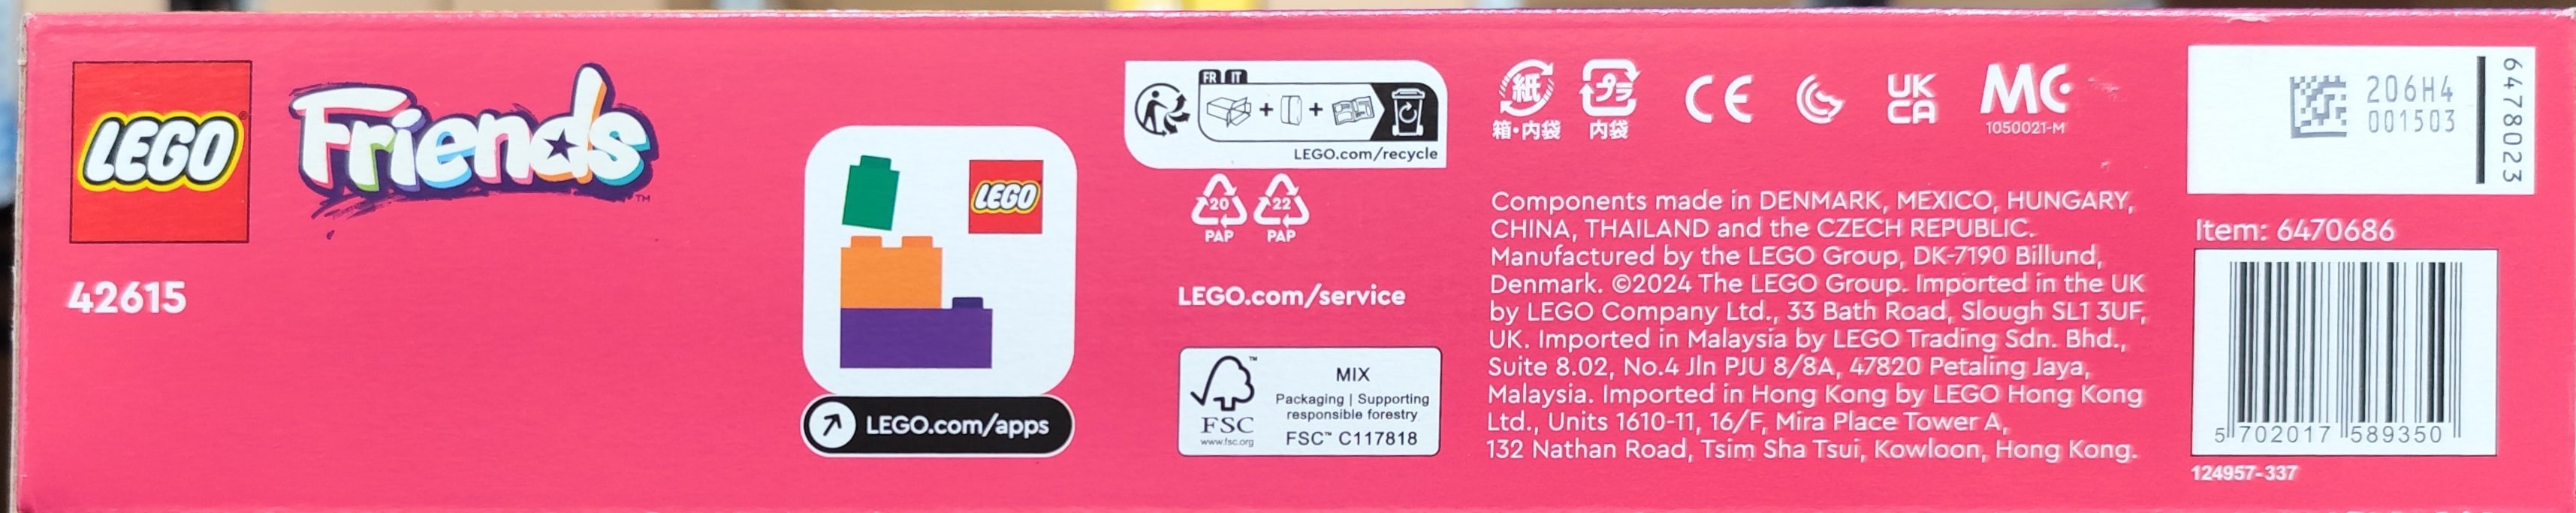 LEGO
Friends™
42615
LEGO
LEGO.com/apps
FR IT
LEGO.com/recycle
20
PAP
22
PAP
LEGO.com/service
FSC™
www.fsc.org
MIX
Packaging | Supporting
responsible forestry
FSC™ C117818
紙
箱・内袋
プラ
内袋
CE
UK
CA
MC
1050021-M
Components made in DENMARK, MEXICO, HUNGARY,
CHINA, THAILAND and the CZECH REPUBLIC.
Manufactured by the LEGO Group, DK-7190 Billund,
Denmark. ©2024 The LEGO Group. Imported in the UK
by LEGO Company Ltd., 33 Bath Road, Slough SL1 3UF,
UK. Imported in Malaysia by LEGO Trading Sdn. Bhd.,
Suite 8.02, No.4 Jln PJU 8/8A, 47820 Petaling Jaya,
Malaysia. Imported in Hong Kong by LEGO Hong Kong
Ltd., Units 1610-11, 16/F, Mira Place Tower A,
132 Nathan Road, Tsim Sha Tsui, Kowloon, Hong Kong.
206H4
001503
6478023
Item: 6470686
5 702017 589350
124957-337